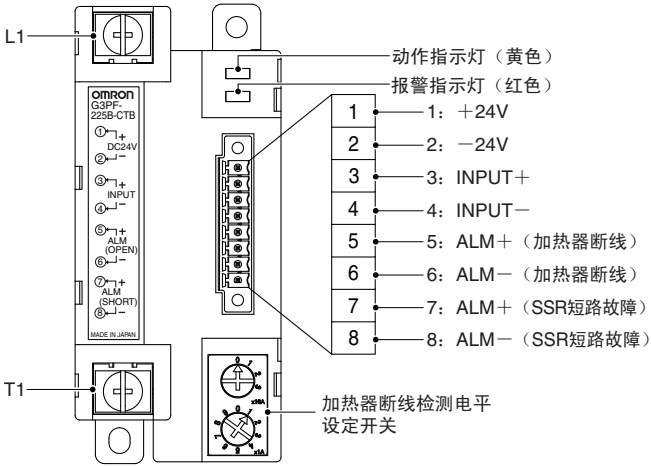 L1
动作指示灯（黄色）
报警指示灯（红色）
OMRON
G3PF-
225B-CTB
① +
DC24V
② −
③ +
INPUT
④ −
⑤ +
ALM
(OPEN)
⑥ −
⑦ +
ALM
(SHORT)
⑧ −
MADE IN JAPAN
1 1：＋24V
2 2：－24V
3 3：INPUT＋
4 4：INPUT－
5 5：ALM＋（加热器断线）
6 6：ALM－（加热器断线）
7 7：ALM＋（SSR短路故障）
8 8：ALM－（SSR短路故障）
T1
x10A
x1A
加热器断线检测电平
设定开关